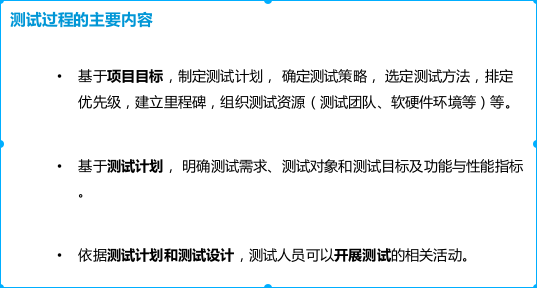 测试过程的主要内容
• 基于项目目标，制定测试计划， 确定测试策略， 选定测试方法，排定
优先级，建立里程碑，组织测试资源（测试团队、软硬件环境等）等。
• 基于测试计划， 明确测试需求、测试对象和测试目标及功能与性能指标
。
• 依据测试计划和测试设计，测试人员可以开展测试的相关活动。